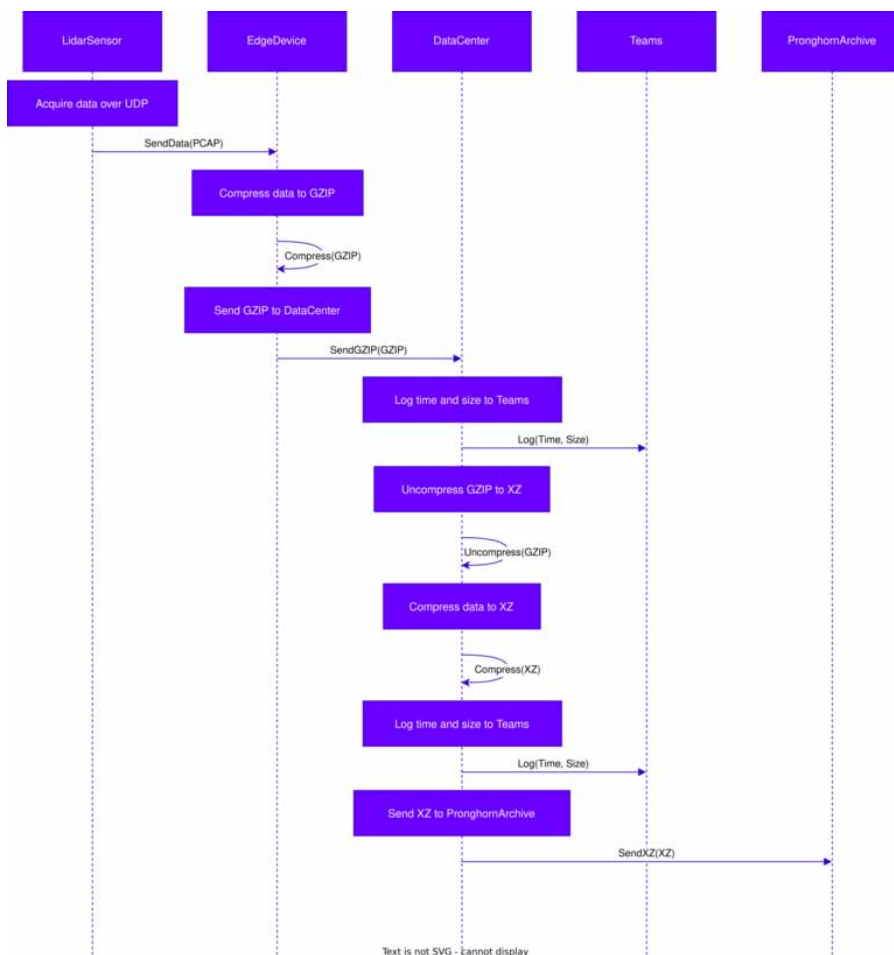 LidarSensor
EdgeDevice
DataCenter
Teams
PronghornArchive
Acquire data over UDP
SendData(PCAP)
Compress data to GZIP
Compress(GZIP)
Send GZIP to DataCenter
SendGZIP(GZIP)
Log time and size to Teams
Log(Time, Size)
Uncompress GZIP to XZ
Uncompress(GZIP)
Compress data to XZ
Compress(XZ)
Log time and size to Teams
Log(Time, Size)
Send XZ to PronghornArchive
SendXZ(XZ)
Text is not SVG - cannot display